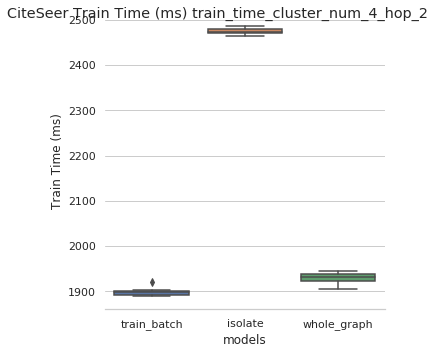 CiteSeer Train Time (ms) train_time_cluster_num_4_hop_2
2500
2400
2300
2200
2100
2000
1900
Train Time (ms)
train_batch isolate whole_graph
models